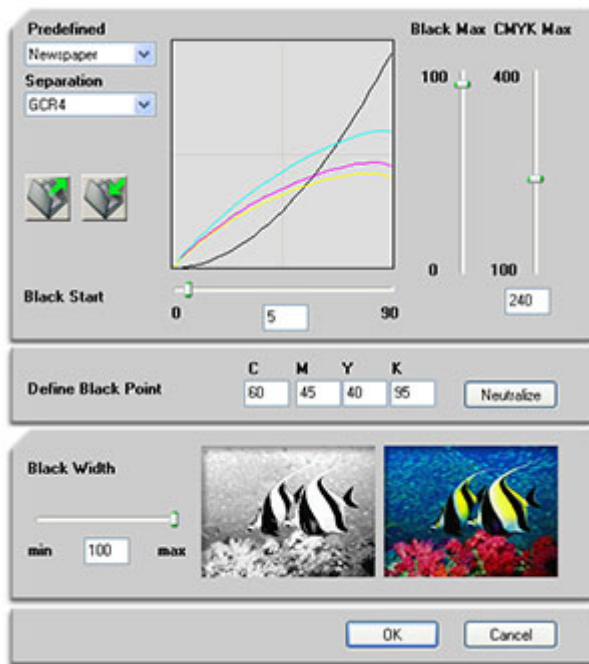 Predefined
Newspaper
Separation
GCR4
Black Max CMYK Max
100 400
0 100
240
Black Start
0 5 90
C M Y K
Define Black Point 60 45 40 95 Neutralize
Black Width
min 100 max
OK Cancel